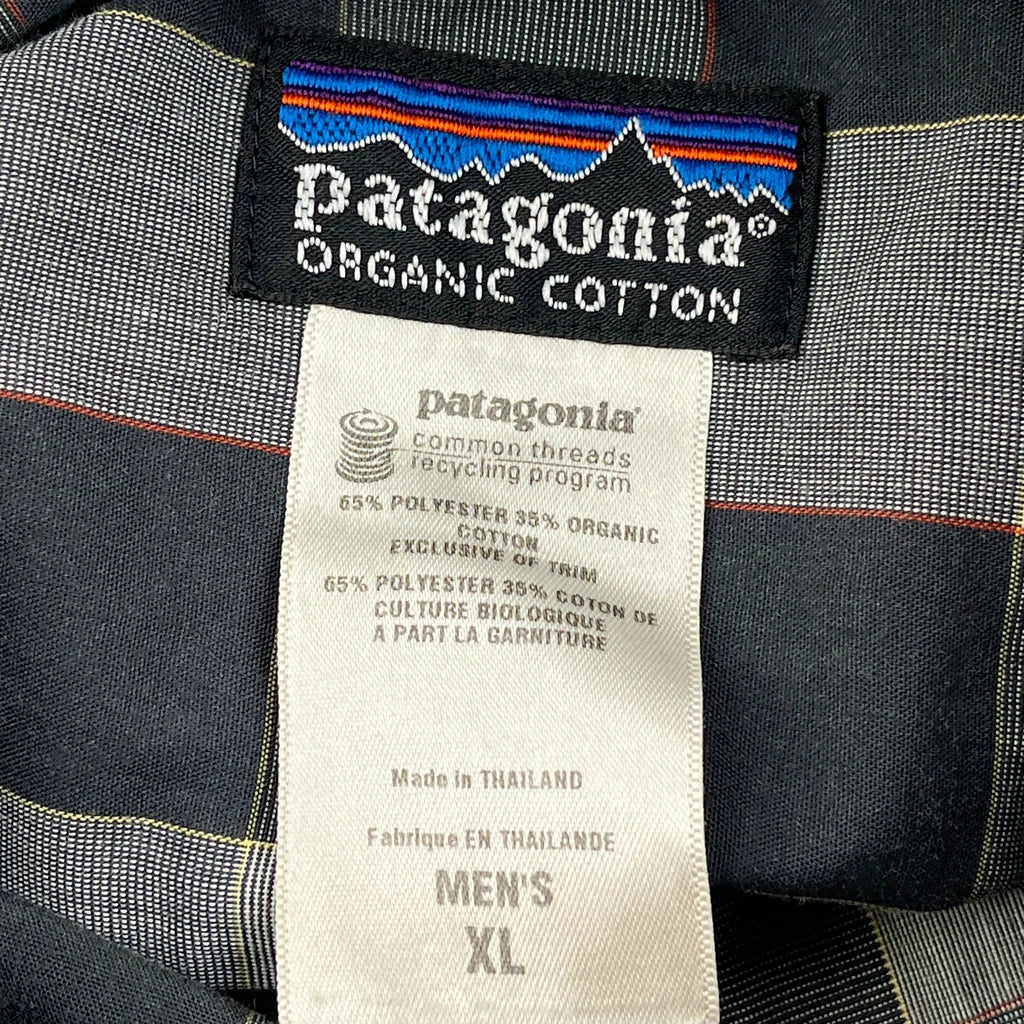 patagonia®
ORGANIC COTTON
patagonia®
common threads
recycling program
65% POLYESTER 35% ORGANIC
COTTON
EXCLUSIVE OF TRIM
65% POLYESTER 35% COTON DE
CULTURE BIOLOGIQUE
A PART LA GARNITURE
Made in THAILAND
Fabrique EN THAILANDE
MEN'S
XL